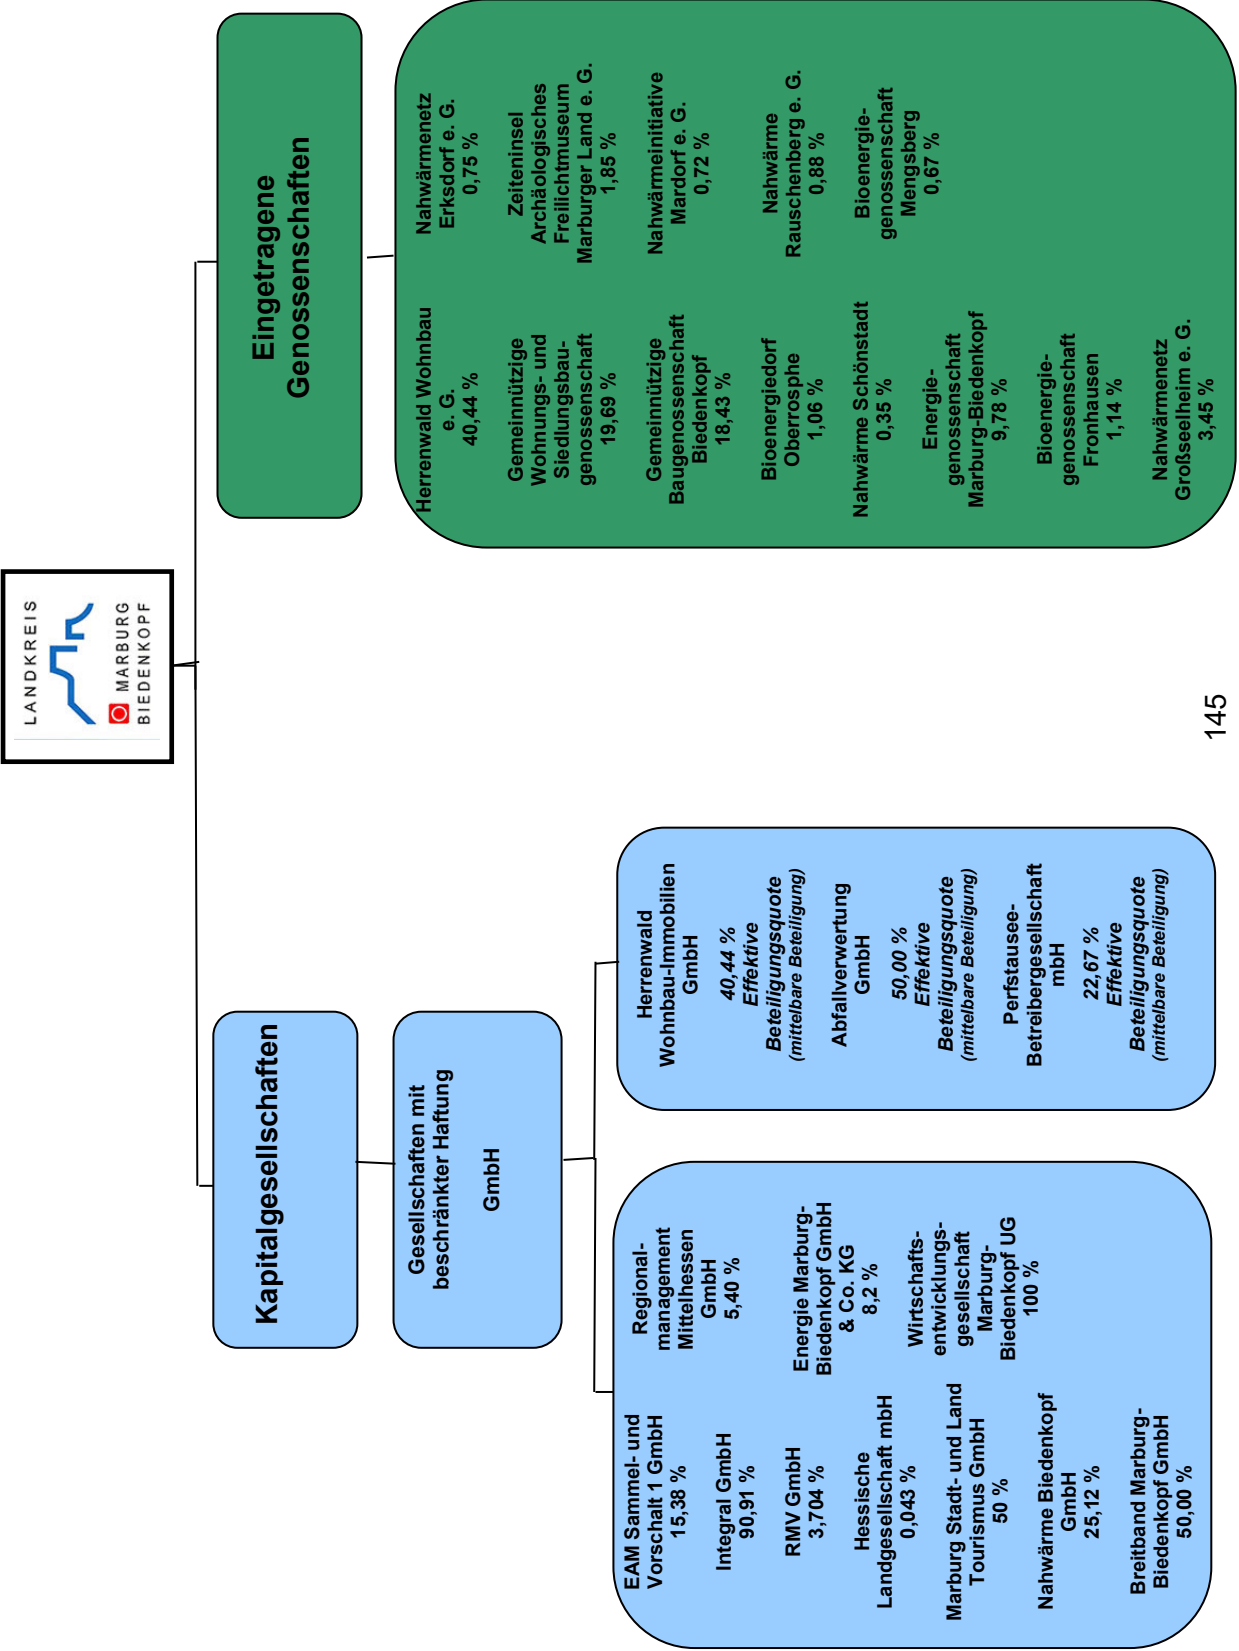 LANDKREIS
MARBURG
BIEDENKOPF
Kapitalgesellschaften
Gesellschaften mit
beschränkter Haftung
GmbH
EAM Sammel- und
Vorschalt 1 GmbH
15,38 %
Integral GmbH
90,91 %
RMV GmbH
3,704 %
Hessische
Landgesellschaft mbH
0,043 %
Marburg Stadt- und Land
Tourismus GmbH
50 %
Nahwärme Biedenkopf
GmbH
25,12 %
Breitband Marburg-
Biedenkopf GmbH
50,00 %
Regional-
management
Mittelhessen
GmbH
5,40 %
Energie Marburg-
Biedenkopf GmbH
& Co. KG
8,2 %
Wirtschafts-
entwicklungs-
gesellschaft
Marburg-
Biedenkopf UG
100 %
Herrenwald
Wohnbau-Immobilien
GmbH
40,44 %
Effektive
Beteiligungsquote
(mittelbare Beteiligung)
Abfallverwertung
GmbH
50,00 %
Effektive
Beteiligungsquote
(mittelbare Beteiligung)
Perfstausee-
Betreibergesellschaft
mbH
22,67 %
Effektive
Beteiligungsquote
(mittelbare Beteiligung)
Eingetragene
Genossenschaften
Herrenwald Wohnbau
e. G.
40,44 %
Gemeinnützige
Wohnungs- und
Siedlungsbau-
genossenschaft
19,69 %
Gemeinnützige
Baugenossenschaft
Biedenkopf
18,43 %
Bioenergiedorf
Oberrosphe
1,06 %
Nahwärme Schönstadt
0,35 %
Energie-
genossenschaft
Marburg-Biedenkopf
9,78 %
Bioenergie-
genossenschaft
Fronhausen
1,14 %
Nahwärmenetz
Großseelheim e. G.
3,45 %
Nahwärmenetz
Erksdorf e. G.
0,75 %
Zeiteninsel
Archäologisches
Freilichtmuseum
Marburger Land e. G.
1,85 %
Nahwärmeinitiative
Mardorf e. G.
0,72 %
Nahwärme
Rauschenberg e. G.
0,88 %
Bioenergie-
genossenschaft
Mengsberg
0,67 %
145